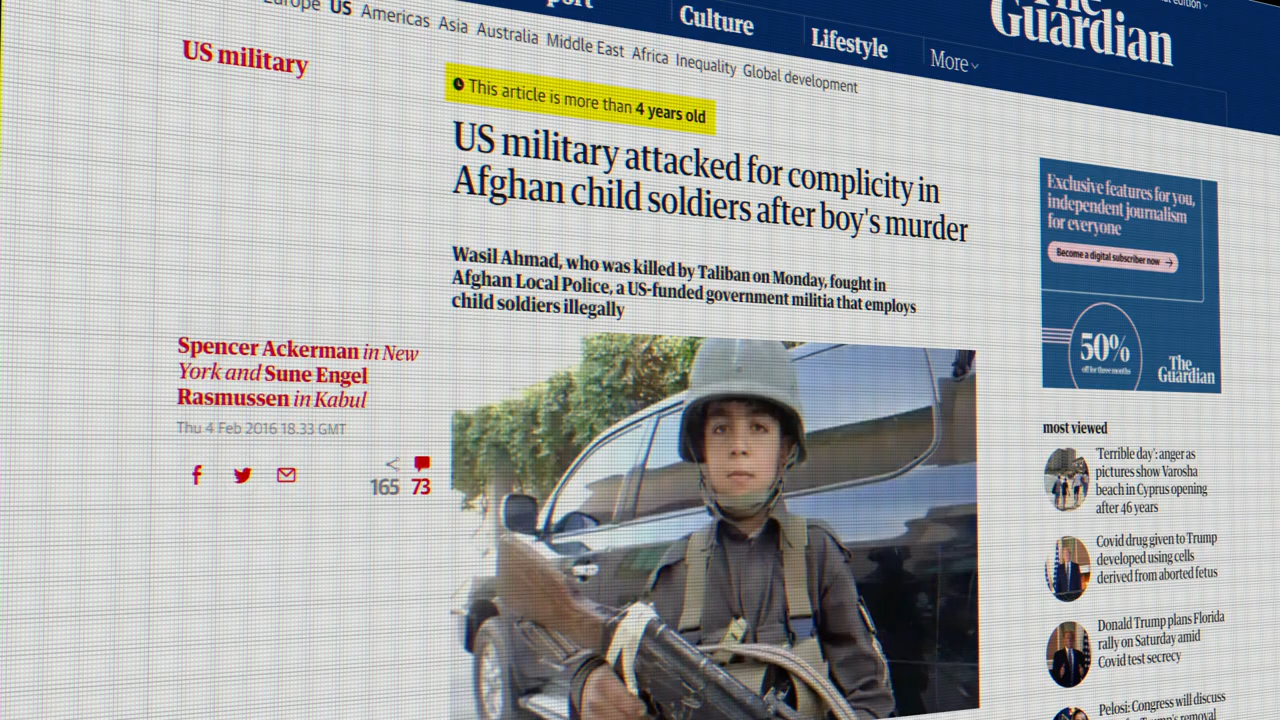 Culture
Lifestyle
More
The
Guardian
Europe US Americas Asia Australia Middle East Africa Inequality Global development
US military
This article is more than 4 years old
US military attacked for complicity in
Afghan child soldiers after boy's murder
Wasil Ahmad, who was killed by Taliban on Monday, fought in
Afghan Local Police, a US-funded government militia that employs
child soldiers illegally
Spencer Ackerman in New
York and Sune Engel
Rasmussen in Kabul
Thu 4 Feb 2016 18.33 GMT
165 73
Exclusive features for you,
independent journalism
for everyone
Become a digital subscriber now →
50%
off for three months
The
Guardian
most viewed
'Terrible day': anger as
pictures show Varosha
beach in Cyprus opening
after 46 years
Covid drug given to Trump
developed using cells
derived from aborted fetus
Donald Trump plans Florida
rally on Saturday amid
Covid test secrecy
Pelosi: Congress will discuss